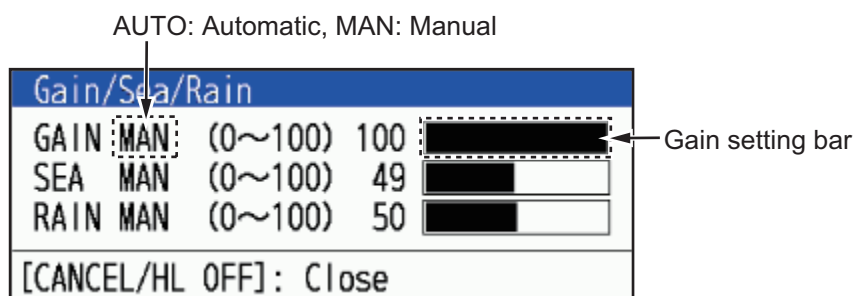 AUTO: Automatic, MAN: Manual
Gain/Sea/Rain
GAIN MAN (0～100) 100
Gain setting bar
SEA MAN (0～100) 49
RAIN MAN (0～100) 50
[CANCEL/HL OFF]: Close